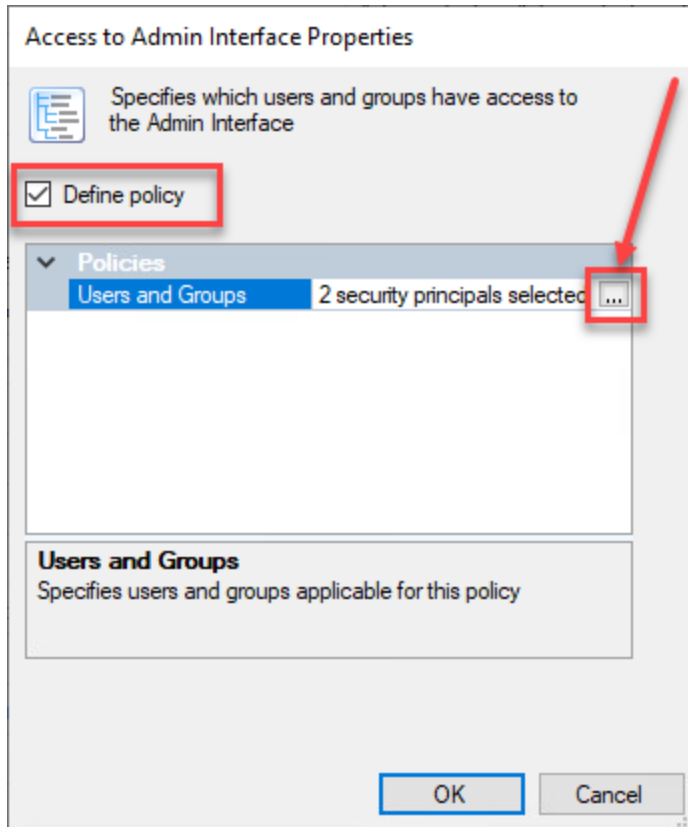 Access to Admin Interface Properties
Specifies which users and groups have access to
the Admin Interface
Define policy
Policies
Users and Groups 2 security principals selected ...
Users and Groups
Specifies users and groups applicable for this policy
OK Cancel